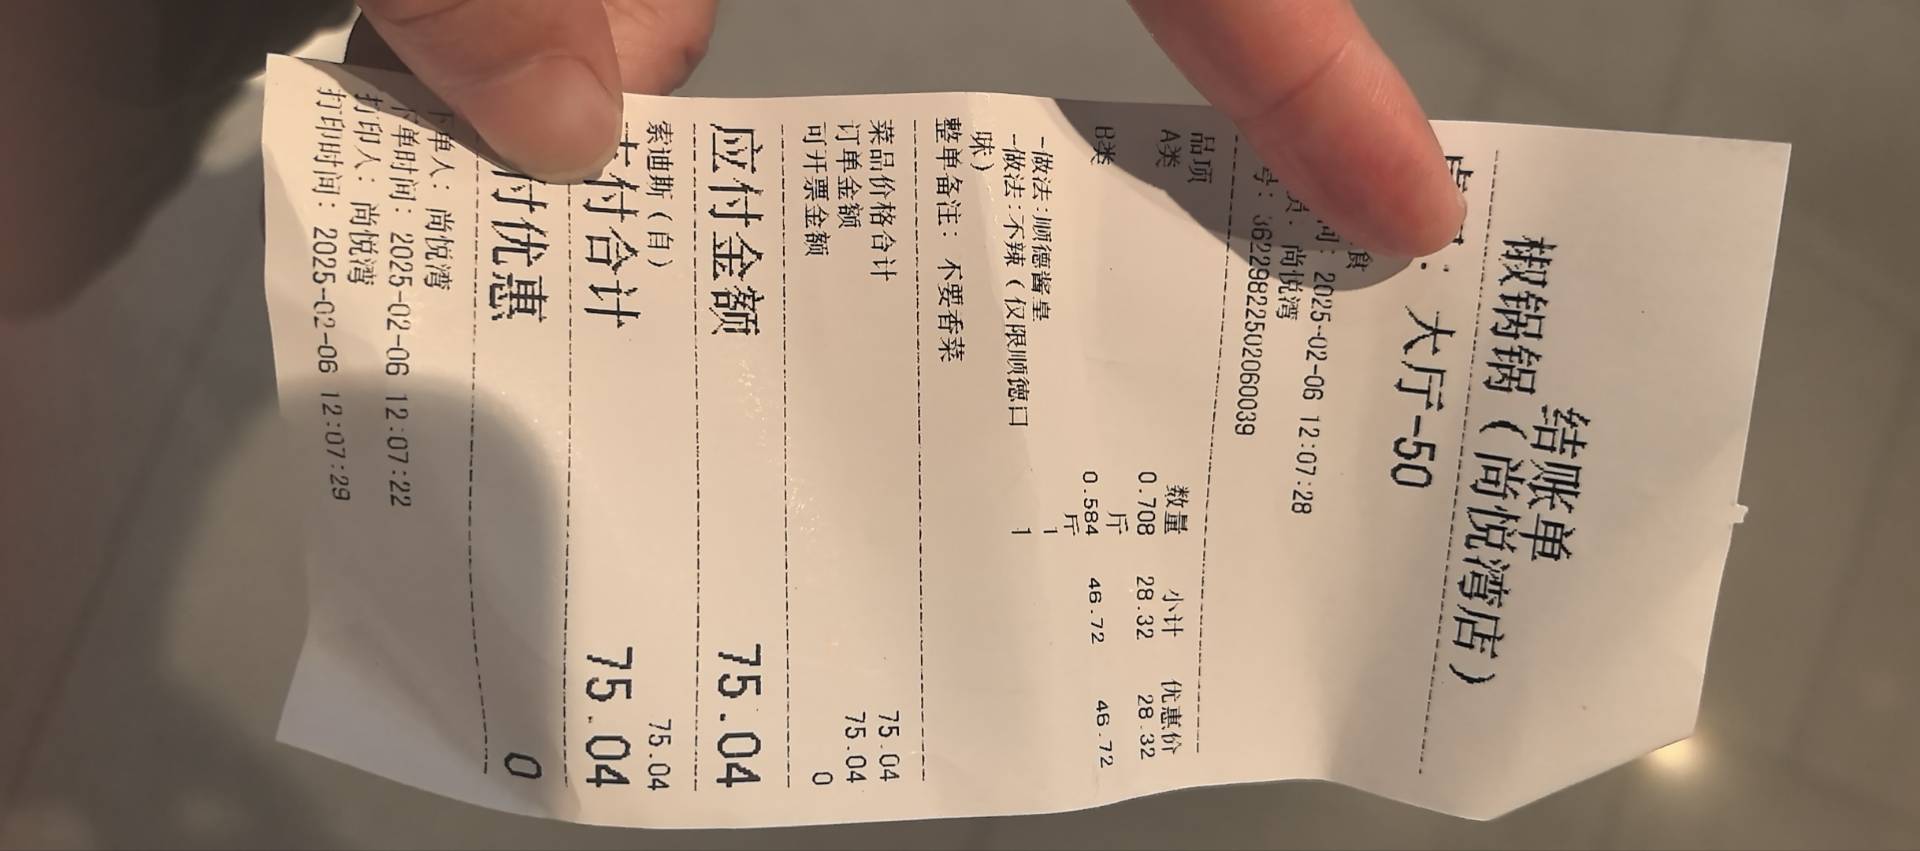 结账单
椒锅锅（尚悦湾店）
：大厅-50
食
间：2025-02-06 12:07:28
员：尚悦湾
号：36229822502060039
品项 数量 小计 优惠价
A类 0.708斤 28.32 28.32
B类 0.584斤 46.72 46.72
-做法:顺德酱皇 1
-做法:不辣（仅限顺德口味） 1
整单备注：不要香菜
菜品价格合计 75.04
订单金额 75.04
可开票金额 0
应付金额 75.04
索迪斯（白） 75.04
付合计 75.04
付优惠 0
下单人：尚悦湾
下单时间：2025-02-06 12:07:22
打印人：尚悦湾
打印时间：2025-02-06 12:07:29